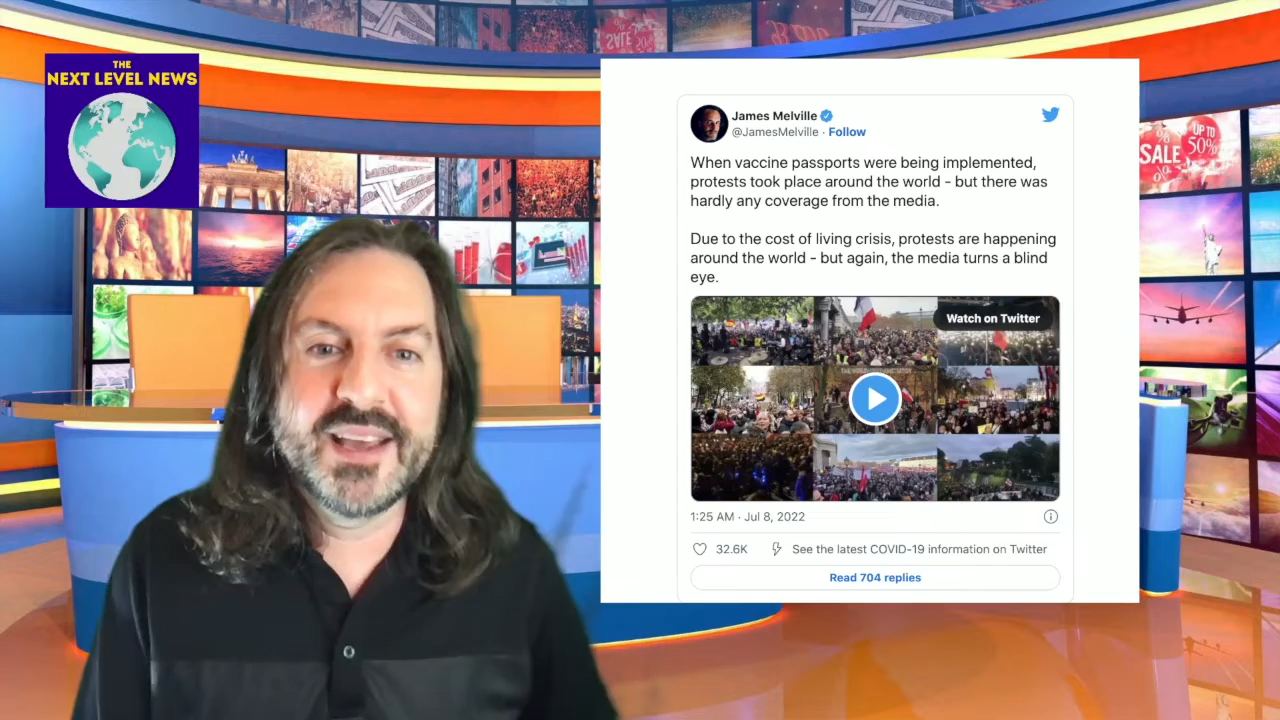 THE
NEXT LEVEL NEWS
James Melville
@JamesMelville · Follow
When vaccine passports were being implemented,
protests took place around the world - but there was
hardly any coverage from the media.
Due to the cost of living crisis, protests are happening
around the world - but again, the media turns a blind
eye.
Watch on Twitter
1:25 AM · Jul 8, 2022
32.6K
See the latest COVID-19 information on Twitter
Read 704 replies
SALE
UP TO
50%
SALE